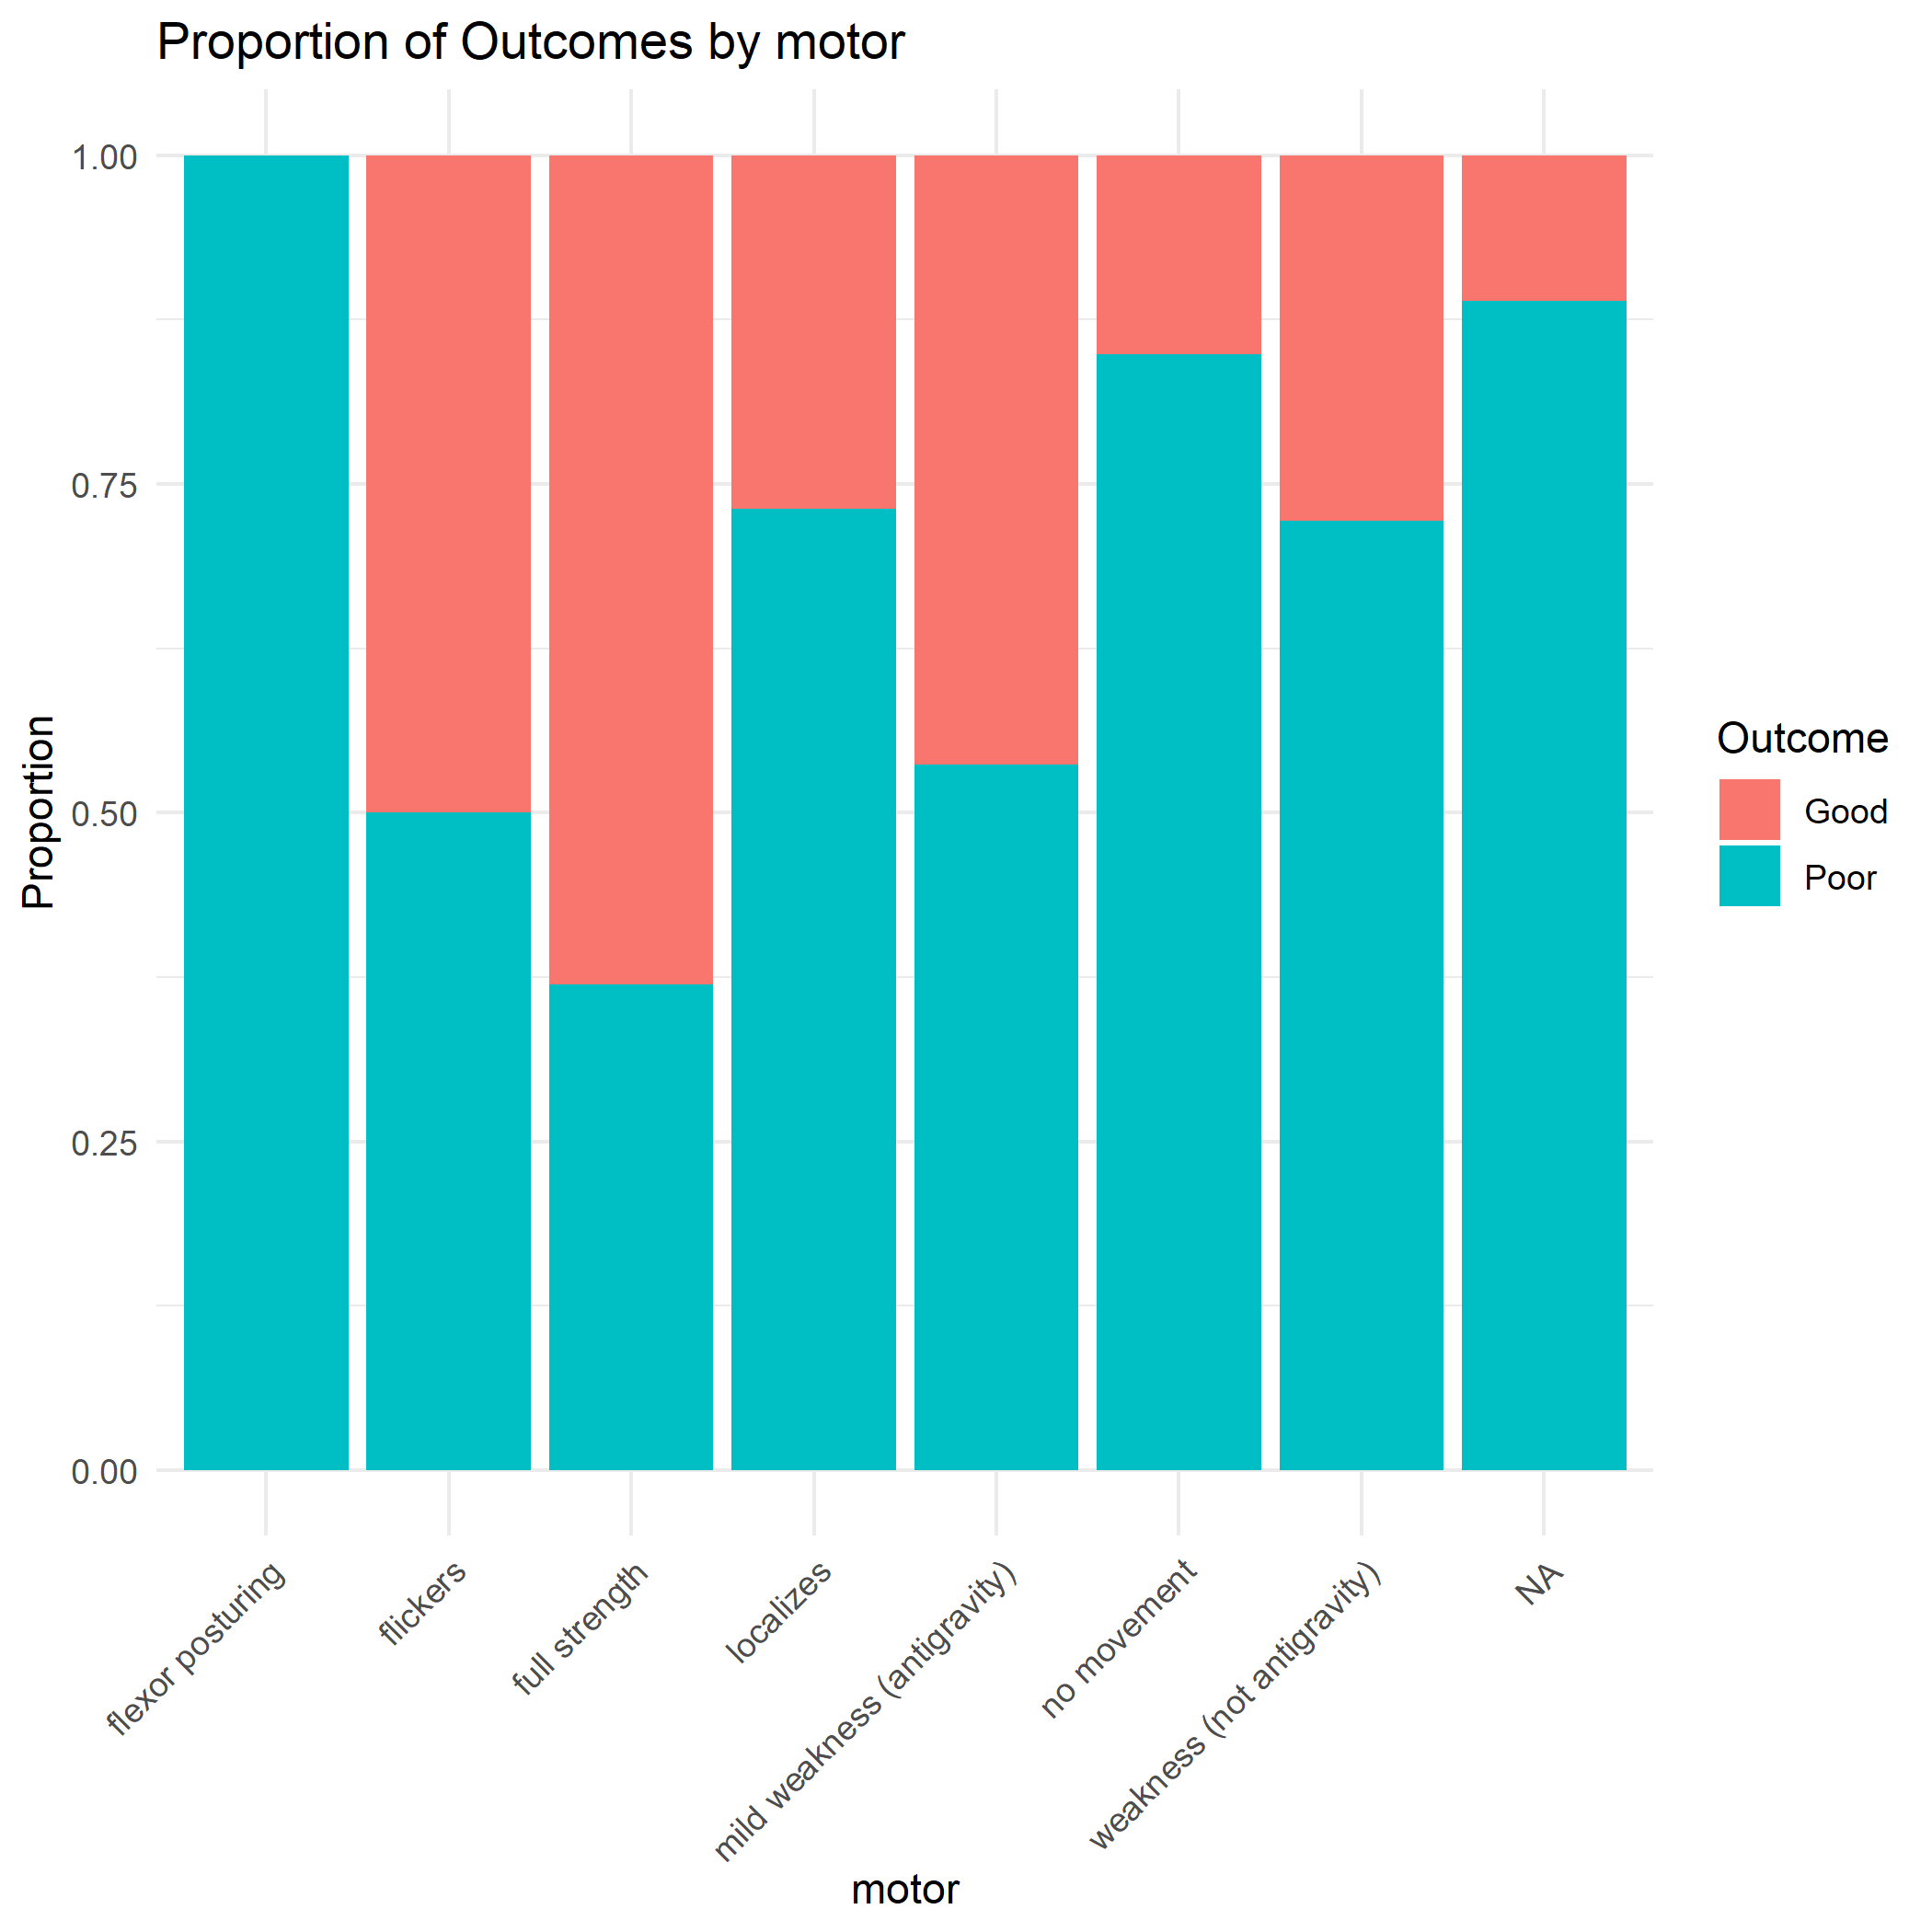 Proportion of Outcomes by motor
1.00
0.75
0.50
0.25
0.00
Proportion
flexor posturing
flickers
full strength
localizes
mild weakness (antigravity)
no movement
weakness (not antigravity)
NA
motor
Outcome
Good
Poor